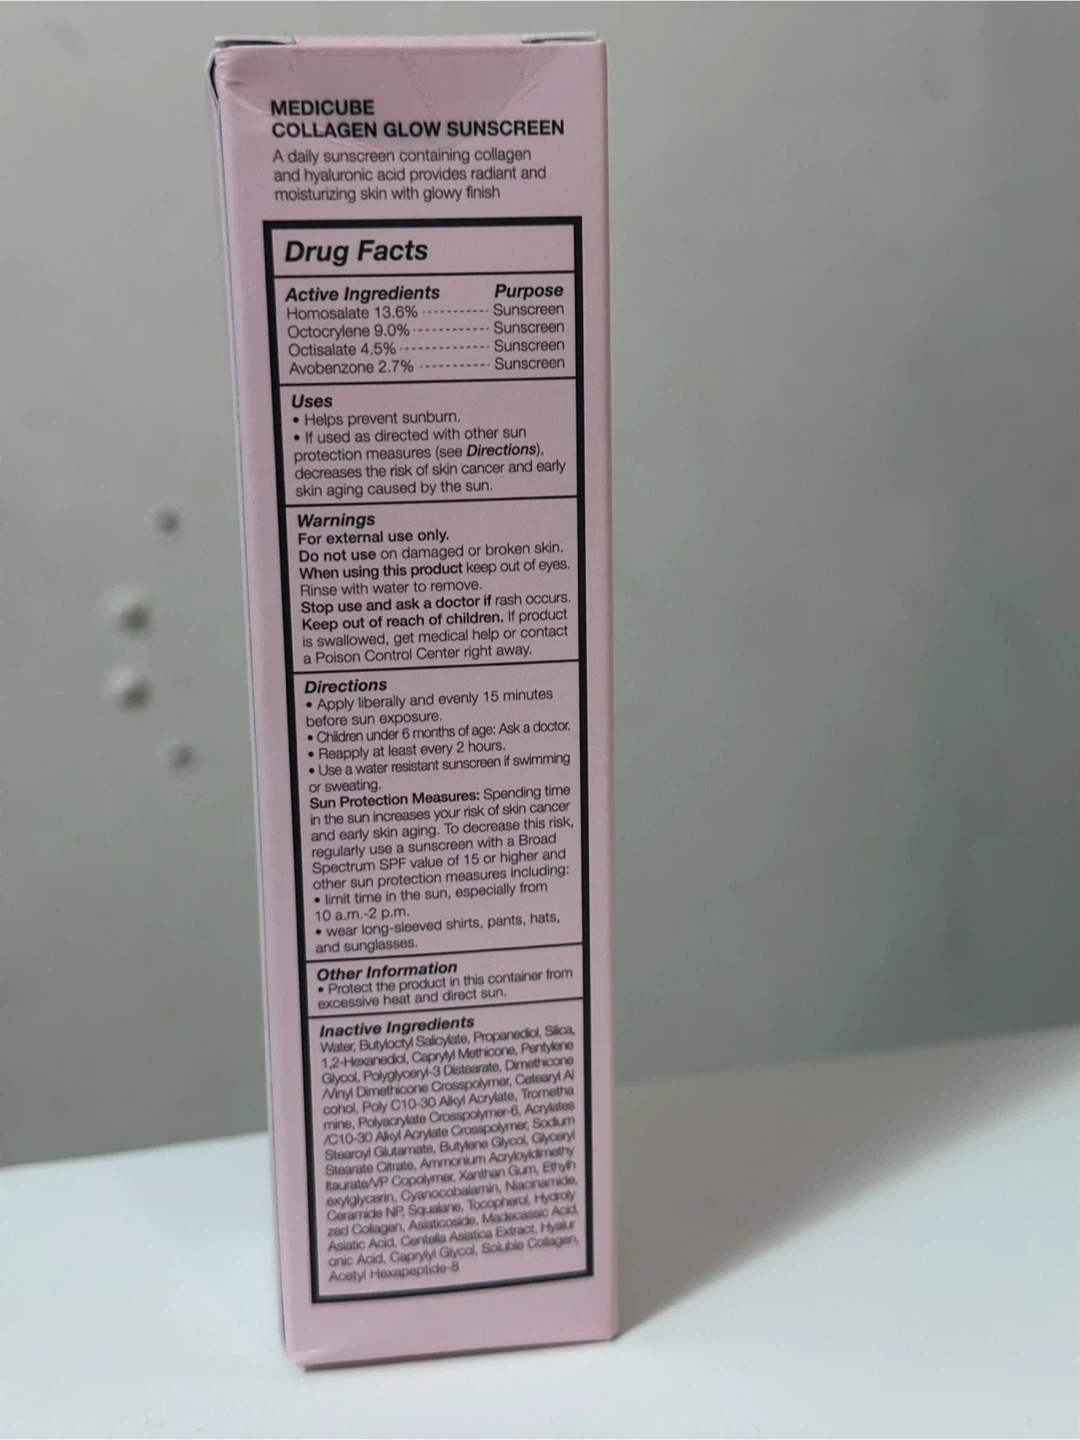 MEDICUBE
COLLAGEN GLOW SUNSCREEN
A daily sunscreen containing collagen
and hyaluronic acid provides radiant and
moisturizing skin with glowy finish
Drug Facts
Active Ingredients Purpose
Homosalate 13.6% ----------- Sunscreen
Octocrylene 9.0% ------------ Sunscreen
Octisalate 4.5% -------------- Sunscreen
Avobenzone 2.7% ----------- Sunscreen
Uses
• Helps prevent sunburn.
• If used as directed with other sun
protection measures (see Directions),
decreases the risk of skin cancer and early
skin aging caused by the sun.
Warnings
For external use only.
Do not use on damaged or broken skin.
When using this product keep out of eyes.
Rinse with water to remove.
Stop use and ask a doctor if rash occurs.
Keep out of reach of children. If product
is swallowed, get medical help or contact
a Poison Control Center right away.
Directions
• Apply liberally and evenly 15 minutes
before sun exposure.
• Children under 6 months of age: Ask a doctor.
• Reapply at least every 2 hours.
• Use a water resistant sunscreen if swimming
or sweating.
Sun Protection Measures: Spending time
in the sun increases your risk of skin cancer
and early skin aging. To decrease this risk,
regularly use a sunscreen with a Broad
Spectrum SPF value of 15 or higher and
other sun protection measures including:
• limit time in the sun, especially from
10 a.m.-2 p.m.
• wear long-sleeved shirts, pants, hats,
and sunglasses.
Other Information
• Protect the product in this container from
excessive heat and direct sun.
Inactive Ingredients
Water, Butyloctyl Salicylate, Propanediol, Silica,
1,2-Hexanediol, Caprylyl Methicone, Pentylene
Glycol, Polyglyceryl-3 Distearate, Dimethicone
/Vinyl Dimethicone Crosspolymer, Cetearyl Al
cohol, Poly C10-30 Alkyl Acrylate, Trometha
mine, Polyacrylate Crosspolymer-6, Acrylates
/C10-30 Alkyl Acrylate Crosspolymer, Sodium
Stearoyl Glutamate, Butylene Glycol, Glyceryl
Stearate Citrate, Ammonium Acryloyldimethy
ltaurate/VP Copolymer, Xanthan Gum, Ethylh
exylglycerin, Cyanocobalamin, Niacinamide,
Ceramide NP, Squalane, Tocopherol, Hydroly
zed Collagen, Asiaticoside, Madecassic Acid,
Asiatic Acid, Centella Asiatica Extract, Hyalur
onic Acid, Caprylyl Glycol, Soluble Collagen,
Acetyl Hexapeptide-8